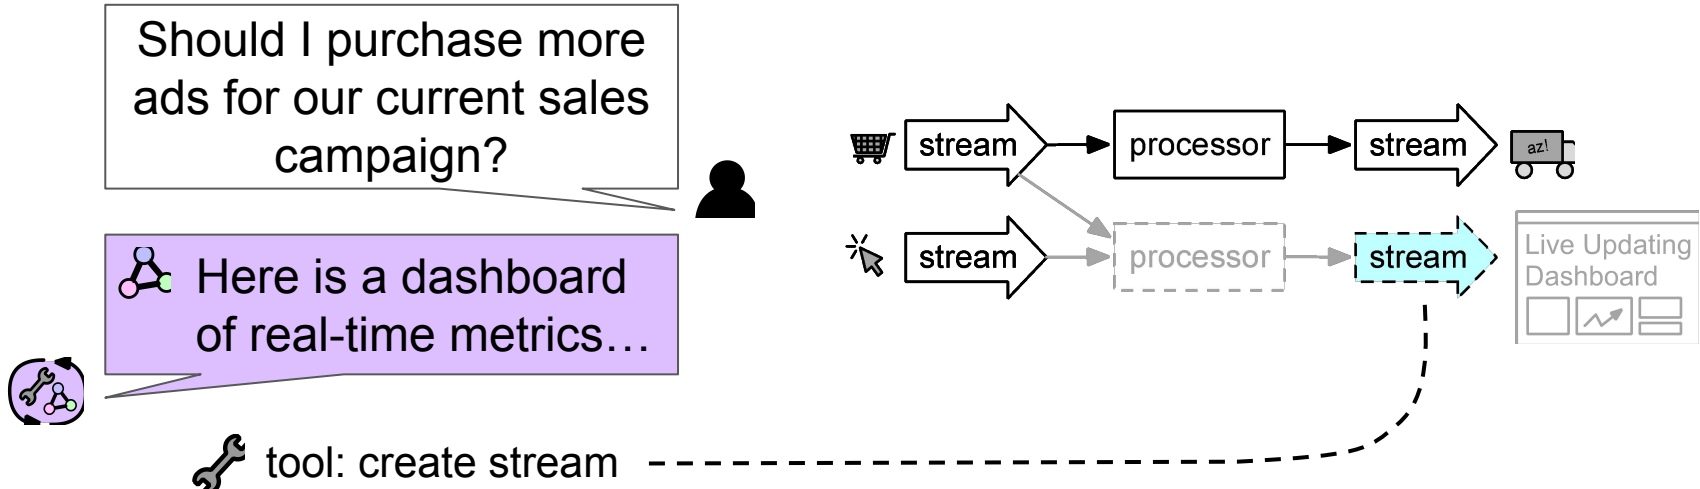 Should I purchase more
ads for our current sales
campaign?
Here is a dashboard
of real-time metrics…
tool: create stream
stream
processor
stream
az!
stream
processor
stream
Live Updating
Dashboard